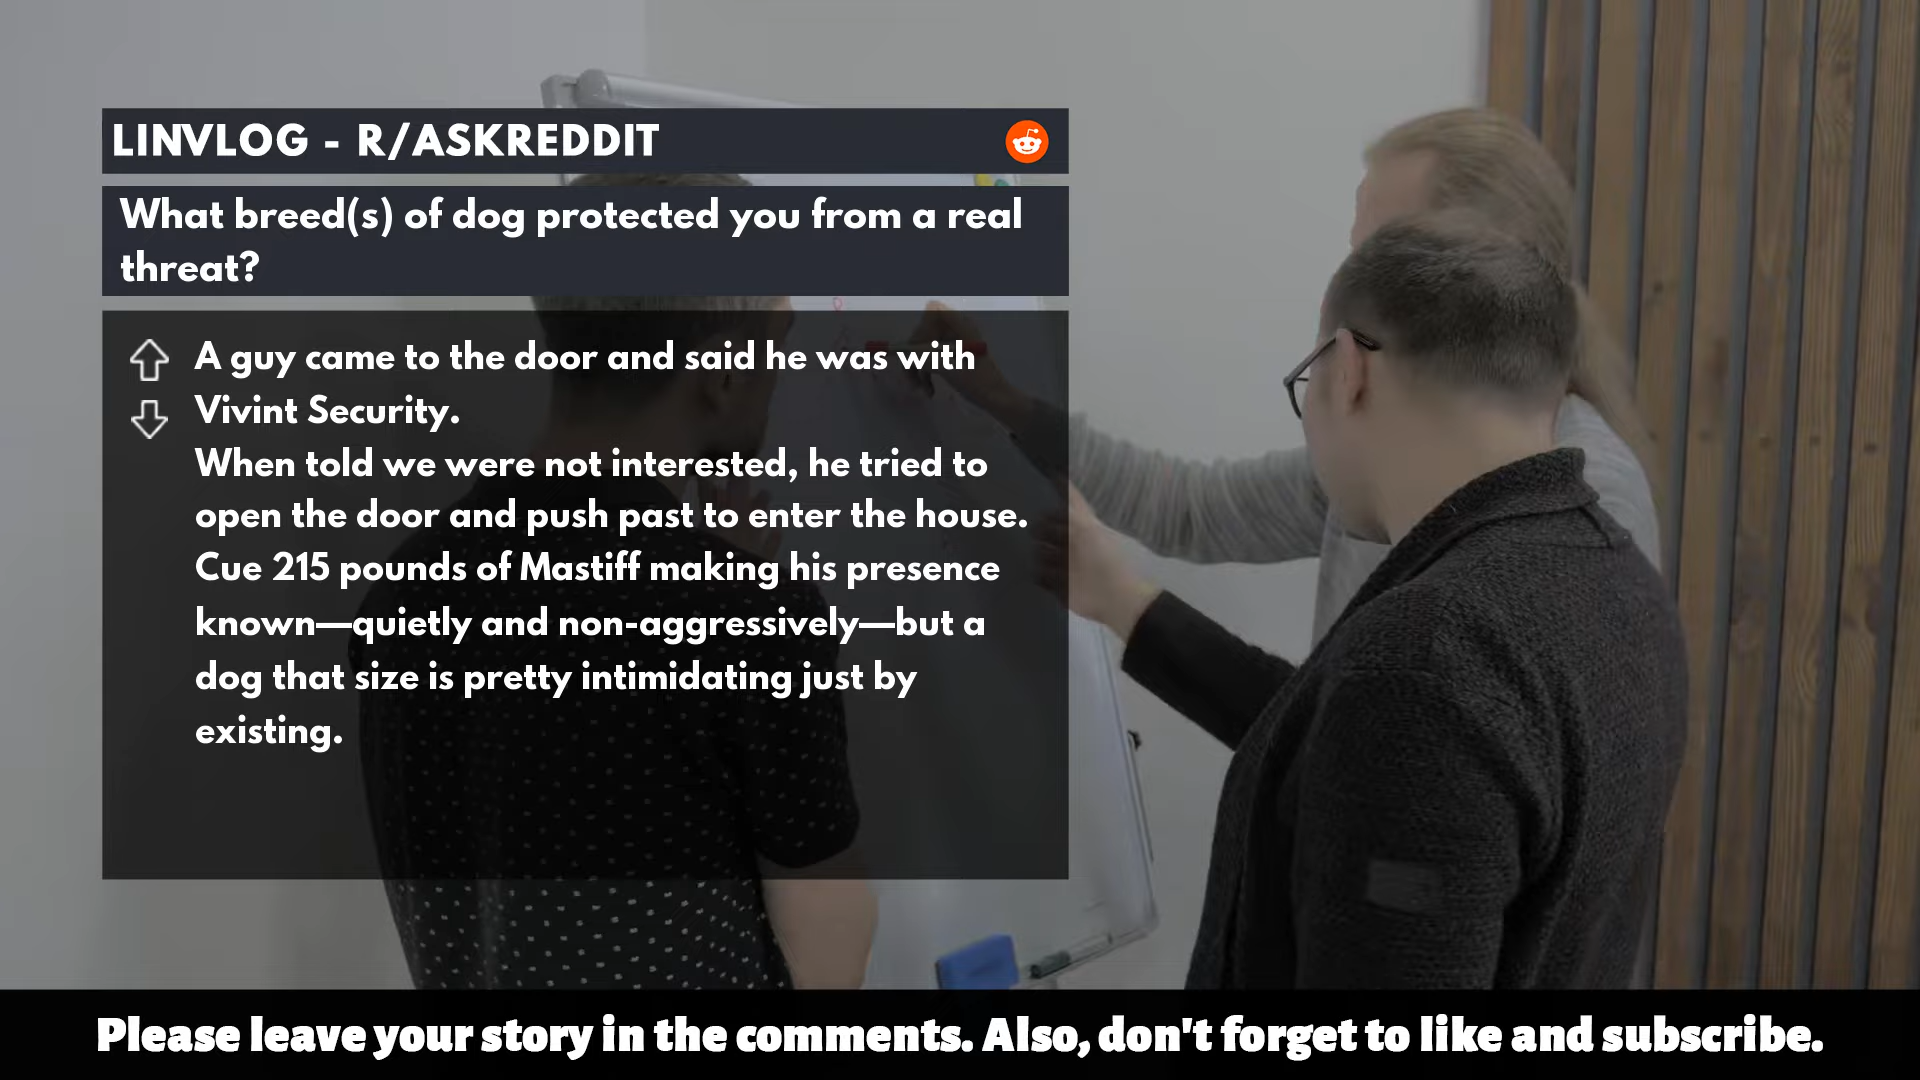 LINVLOG - R/ASKREDDIT
What breed(s) of dog protected you from a real
threat?
A guy came to the door and said he was with
Vivint Security.
When told we were not interested, he tried to
open the door and push past to enter the house.
Cue 215 pounds of Mastiff making his presence
known—quietly and non-aggressively—but a
dog that size is pretty intimidating just by
existing.
Please leave your story in the comments. Also, don't forget to like and subscribe.